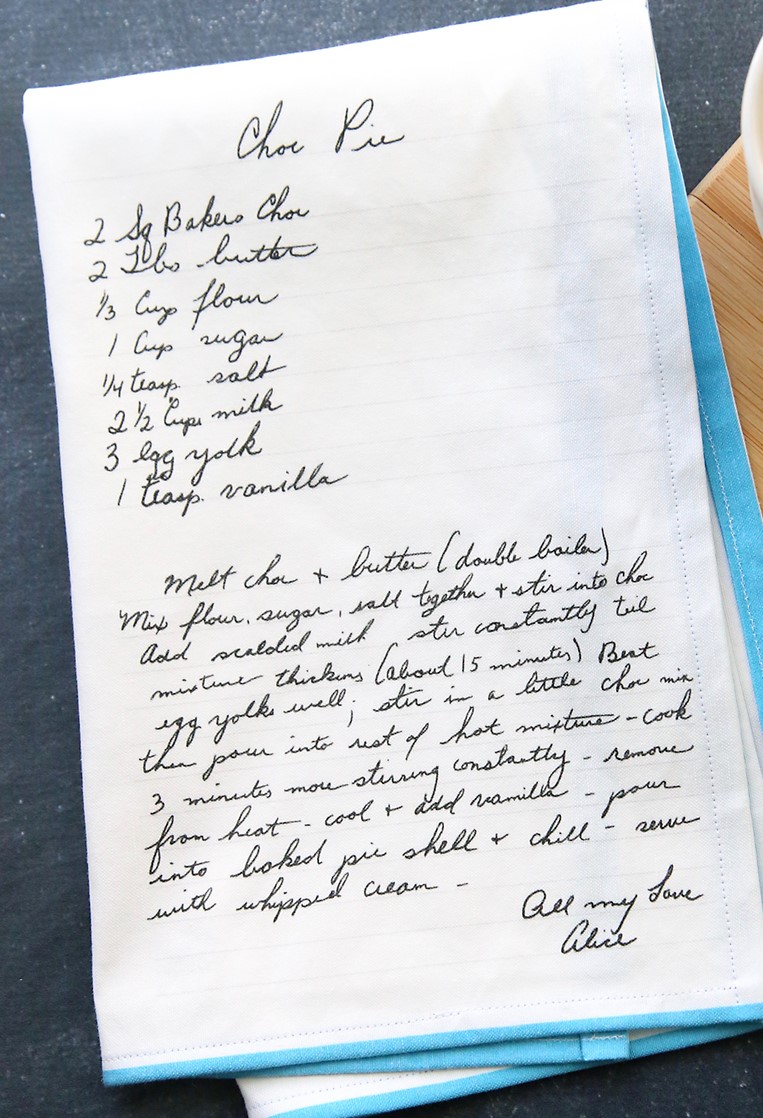 Choc Pie
2 Sq Bakers Choc
2 Tbs butter
1/3 Cup flour
1 Cup sugar
1/4 teasp. salt
2 1/2 Cups milk
3 egg yolk
1 teasp. vanilla
Melt choc + butter (double boiler)
Mix flour, sugar, salt together + stir into choc
Add scalded milk, stir constantly till
mixture thickens (about 15 minutes) Beat
egg yolks well; stir in a little choc mix
then pour into rest of hot mixture - cook
3 minutes more stirring constantly - remove
from heat - cool + add vanilla - pour
into baked pie shell + chill - serve
with whipped cream -
All my Love
Alice